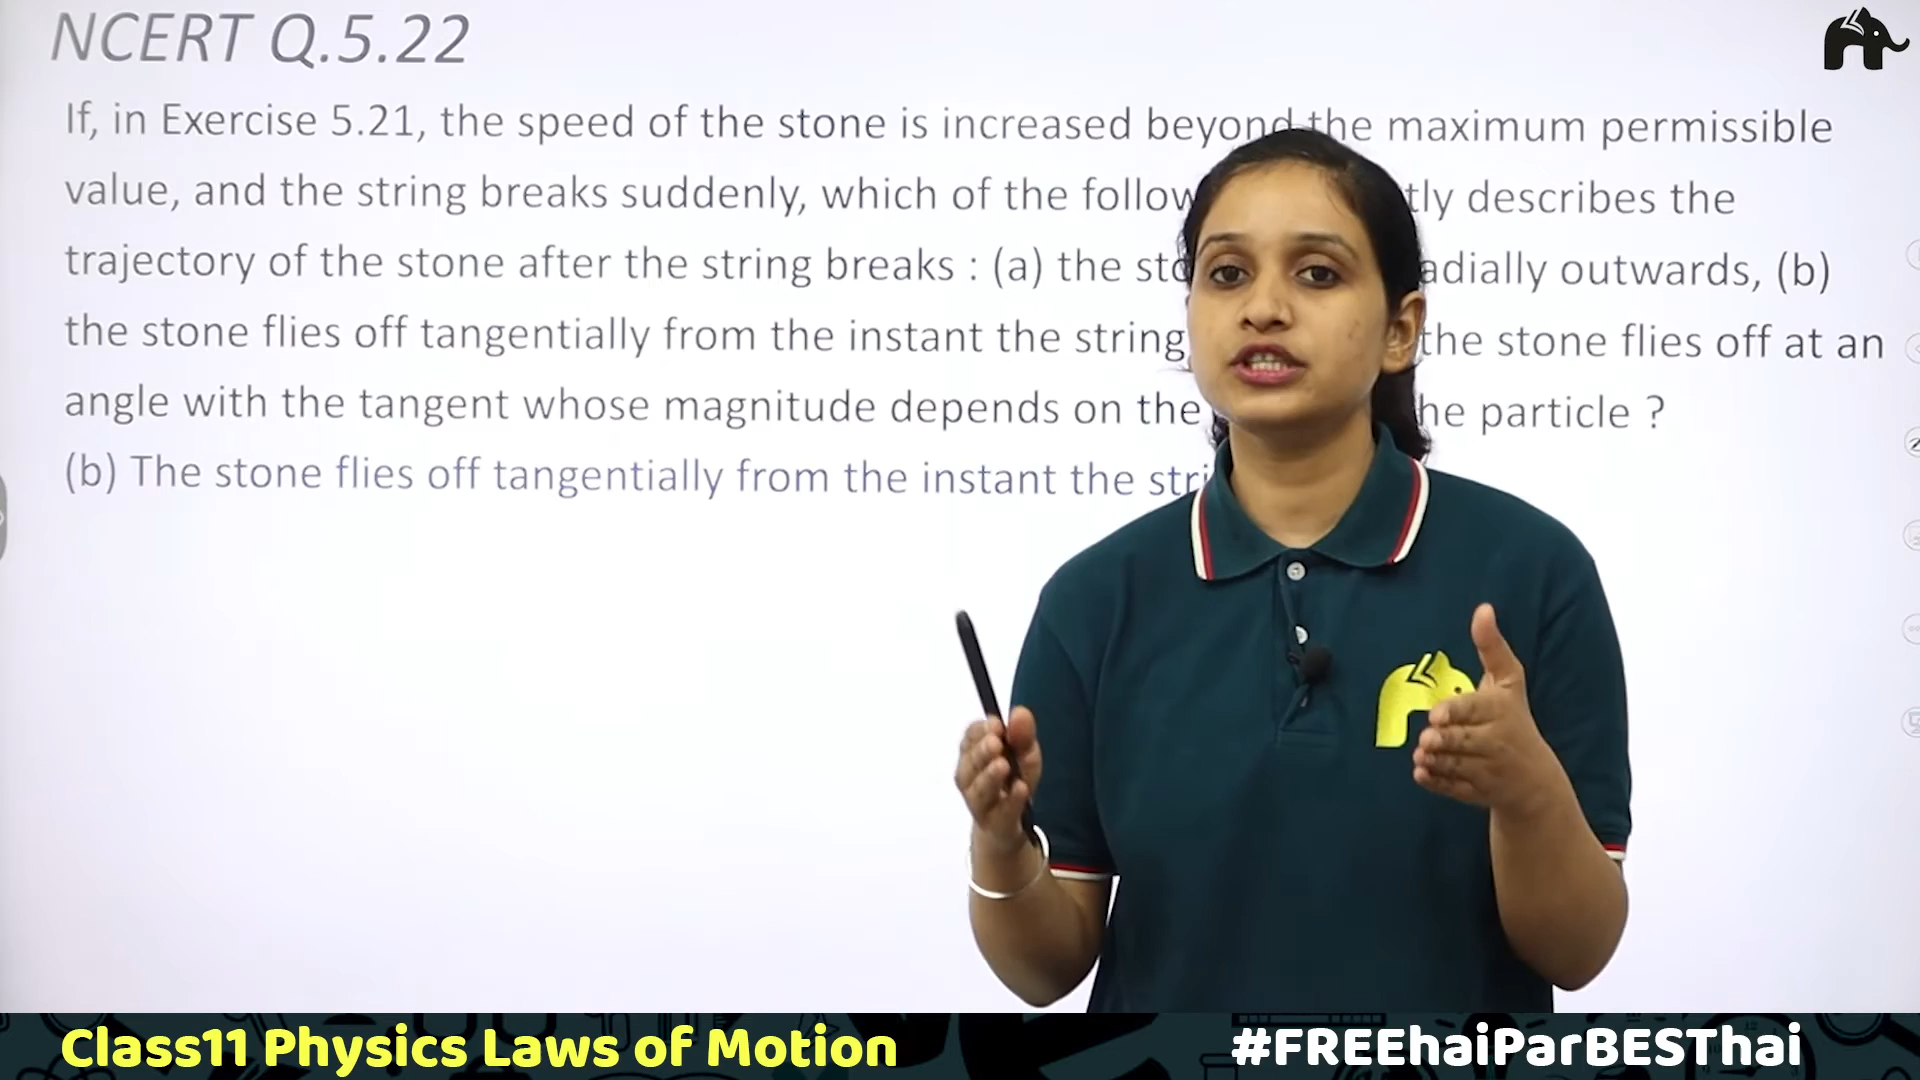 NCERT Q.5.22
If, in Exercise 5.21, the speed of the stone is increased beyond the maximum permissible
value, and the string breaks suddenly, which of the follow tly describes the
trajectory of the stone after the string breaks : (a) the sto adially outwards, (b)
the stone flies off tangentially from the instant the string the stone flies off at an
angle with the tangent whose magnitude depends on the he particle ?
(b) The stone flies off tangentially from the instant the stri
Class11 Physics Laws of Motion
#FREEhaiParBESThai